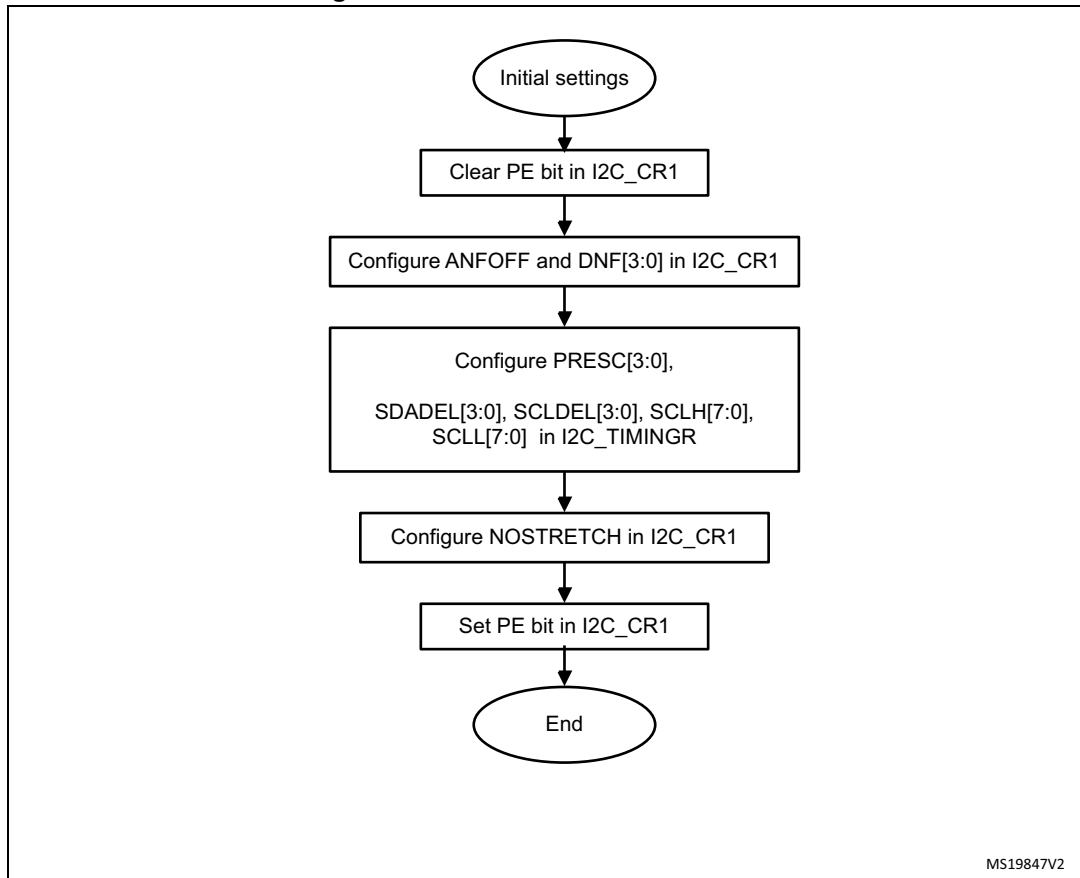 Initial settings
Clear PE bit in I2C_CR1
Configure ANFOFF and DNF[3:0] in I2C_CR1
Configure PRESC[3:0],
SDADEL[3:0], SCLDEL[3:0], SCLH[7:0],
SCLL[7:0] in I2C_TIMINGR
Configure NOSTRETCH in I2C_CR1
Set PE bit in I2C_CR1
End
MS19847V2